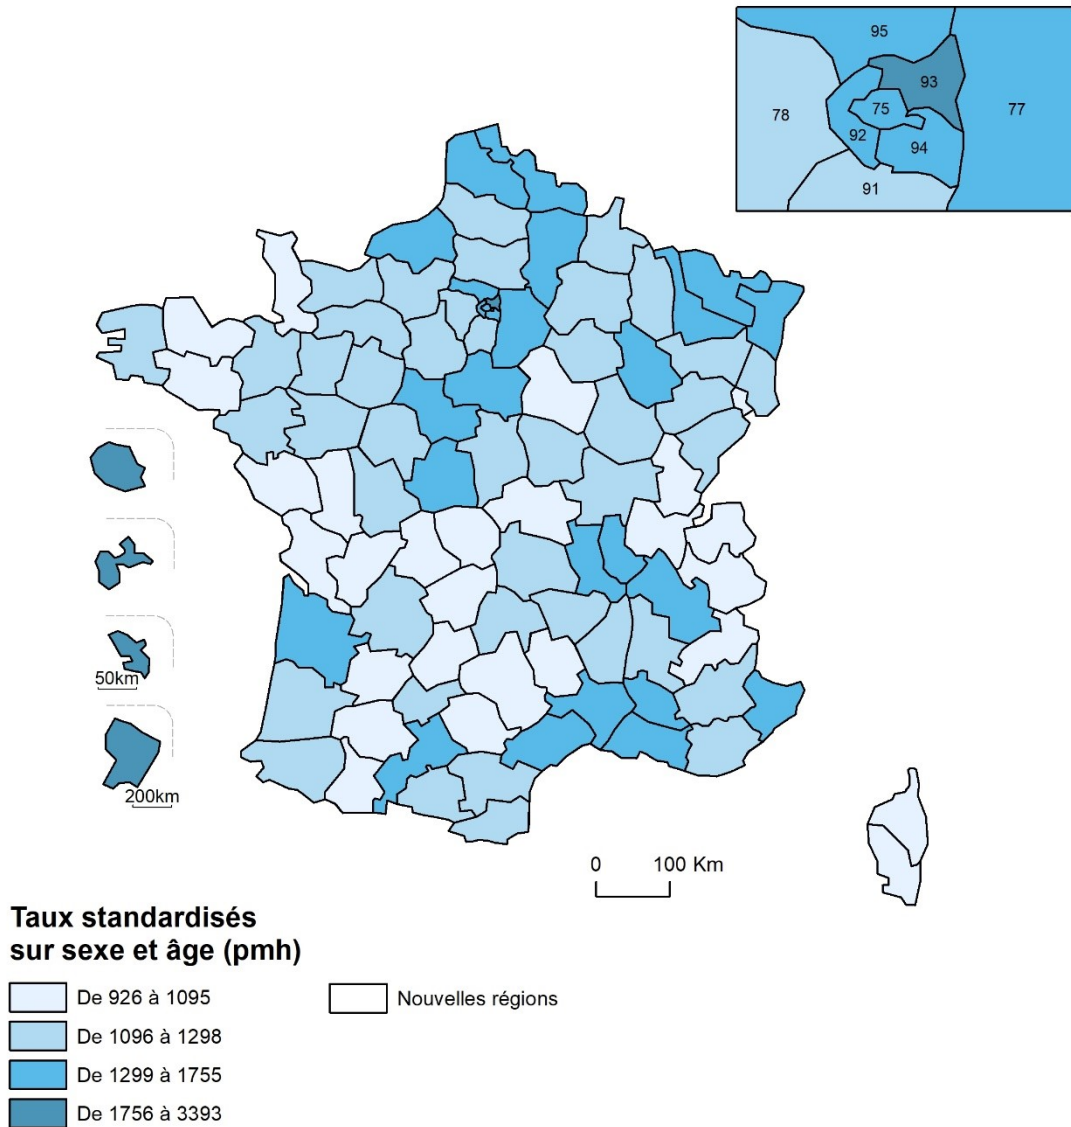 95
93
78
75
77
92
94
91
50km
200km
0 100 Km
Taux standardisés
sur sexe et âge (pmh)
De 926 à 1095
Nouvelles régions
De 1096 à 1298
De 1299 à 1755
De 1756 à 3393